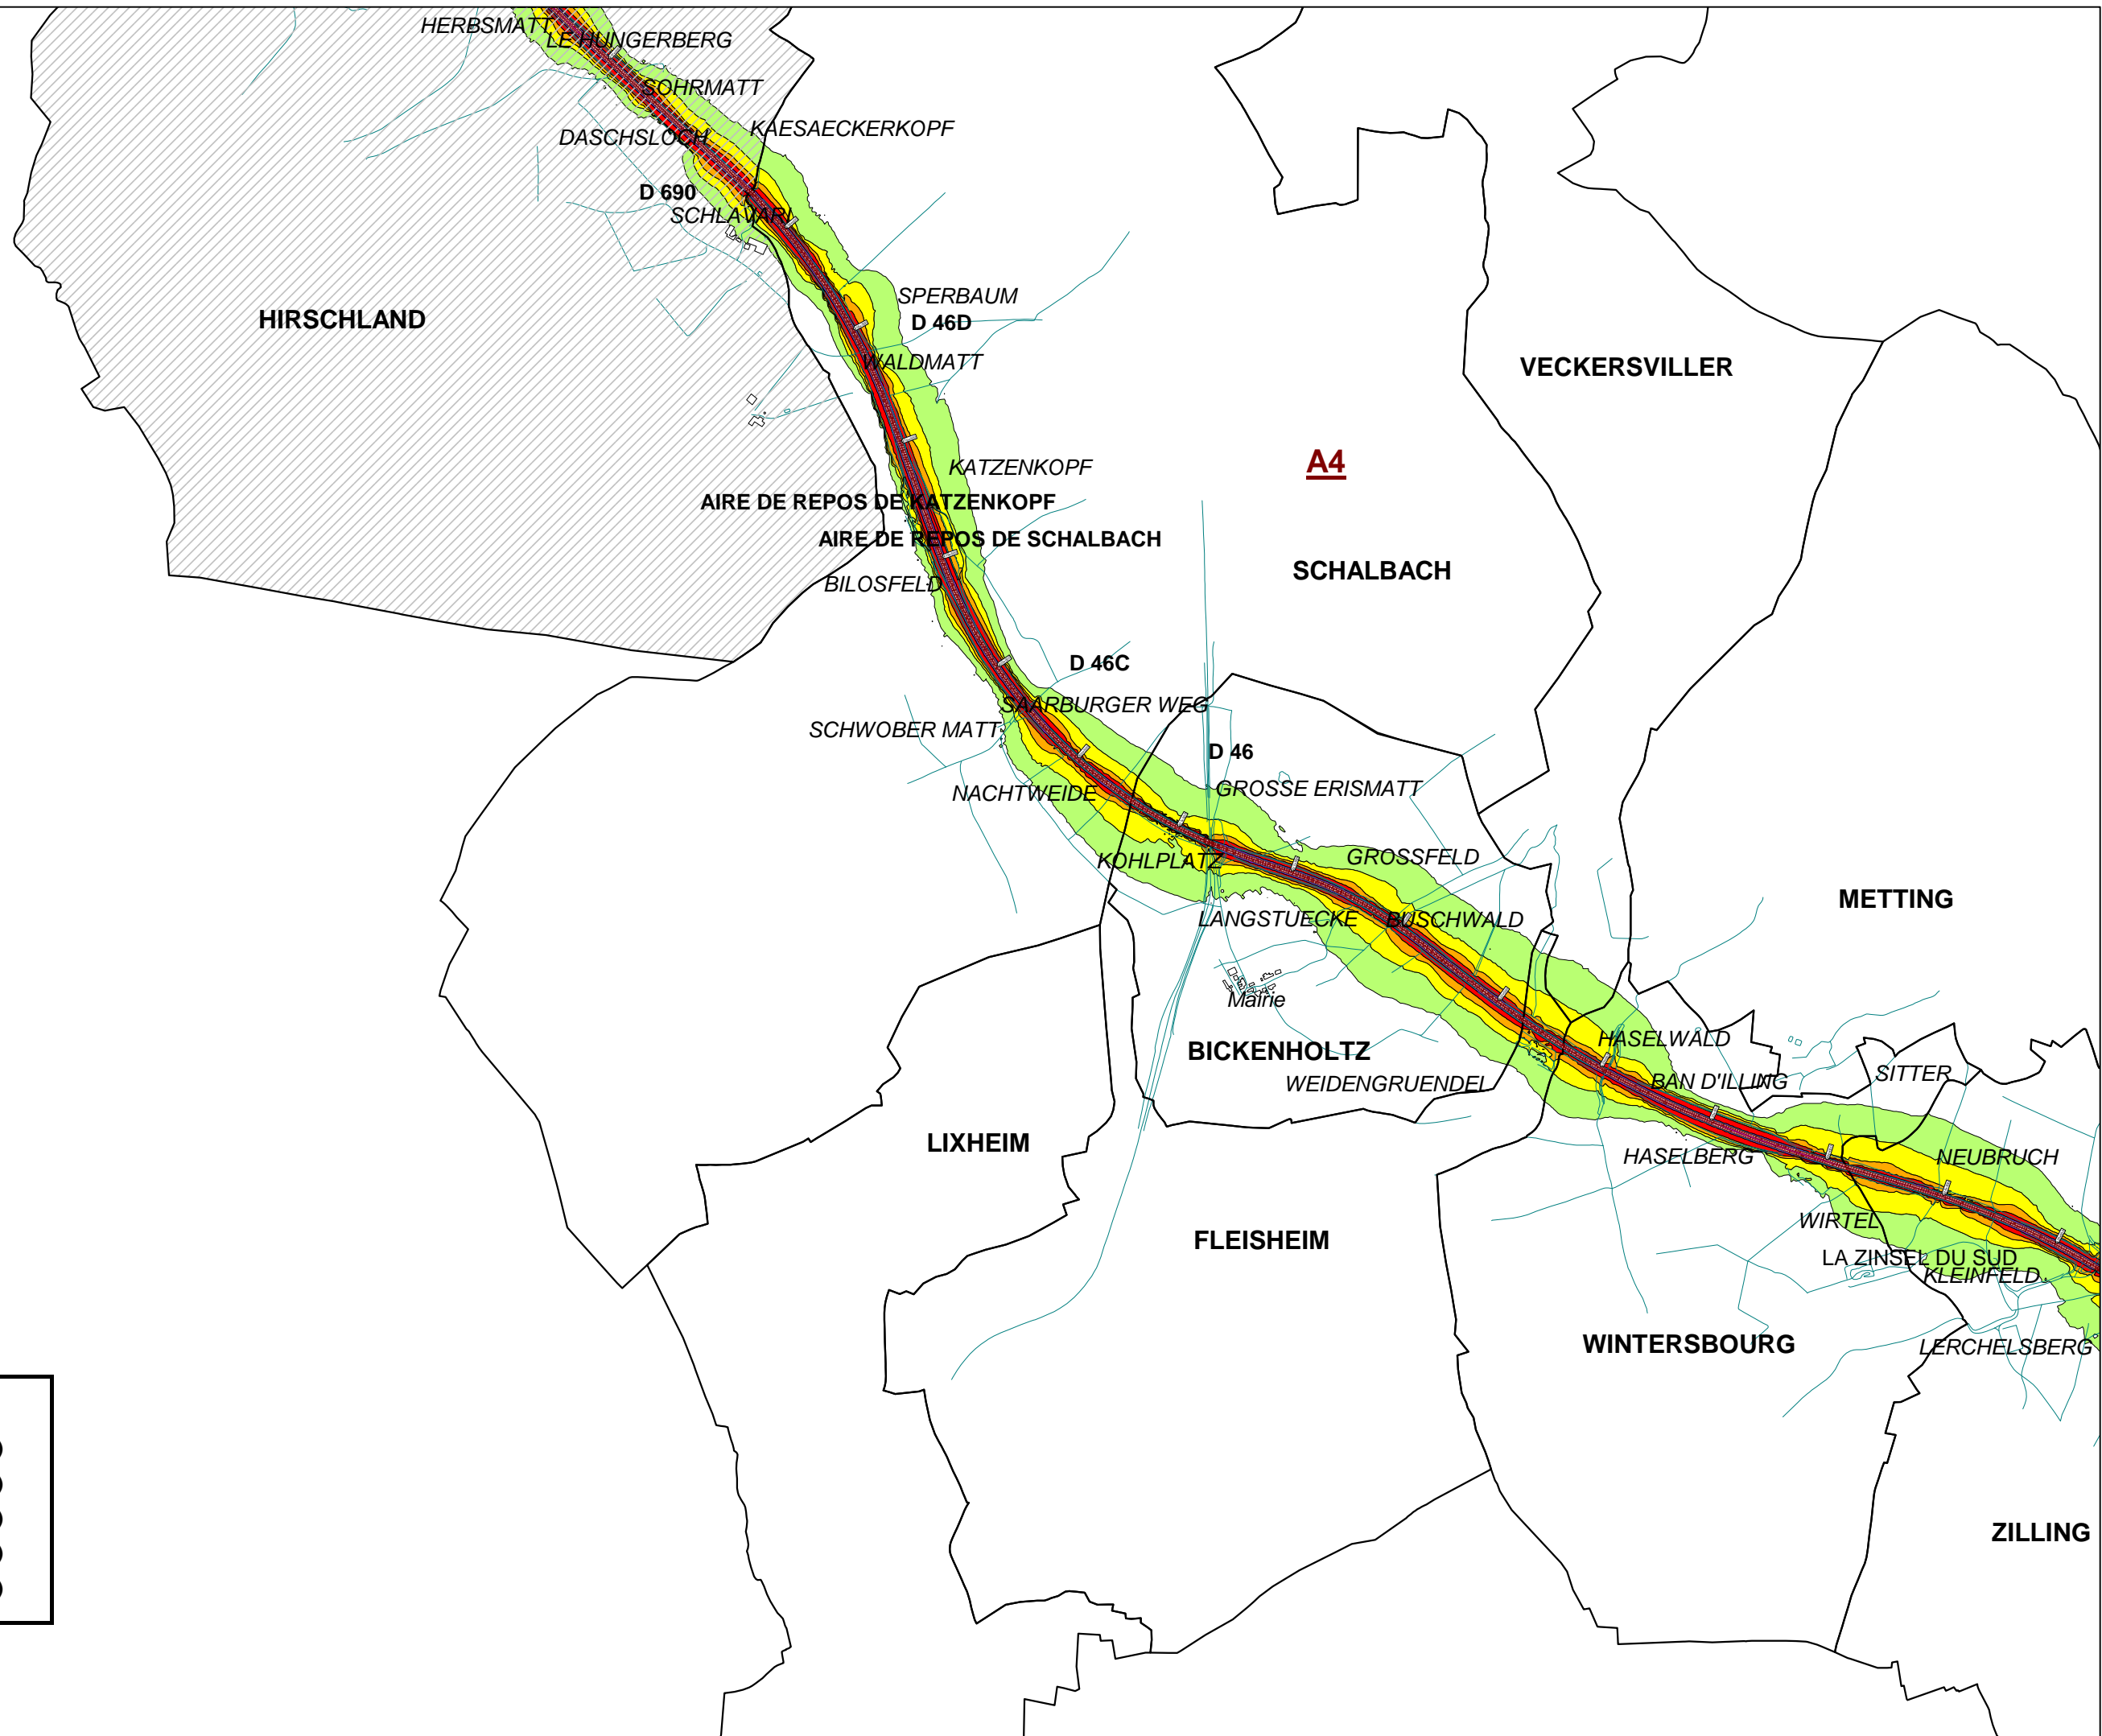 HERBSMATT
LE HUNGERBERG
SOHRMATT
KAESAECKERKOPF
DASCHSLOCH
D 690
SCHLAVARI
SPERBAUM
HIRSCHLAND
D 46D
WALDMATT
VECKERSVILLER
A4
KATZENKOPF
AIRE DE REPOS DE KATZENKOPF
AIRE DE REPOS DE SCHALBACH
SCHALBACH
BILOSFELD
D 46C
SAARBURGER WEG
SCHWOBER MATT
D 46
GROSSE ERISMATT
NACHTWEIDE
GROSSFELD
KOHLPLATZ
METTING
LANGSTUECKE
BUSCHWALD
Mairie
HASELWALD
BICKENHOLTZ
SITTER
BAN D'ILLING
WEIDENGRUENDEL
LIXHEIM
HASELBERG
NEUBRUCH
WIRTEL
FLEISHEIM
LA ZINSEL DU SUD
KLEINFELD
WINTERSBOURG
LERCHELSBERG
ZILLING